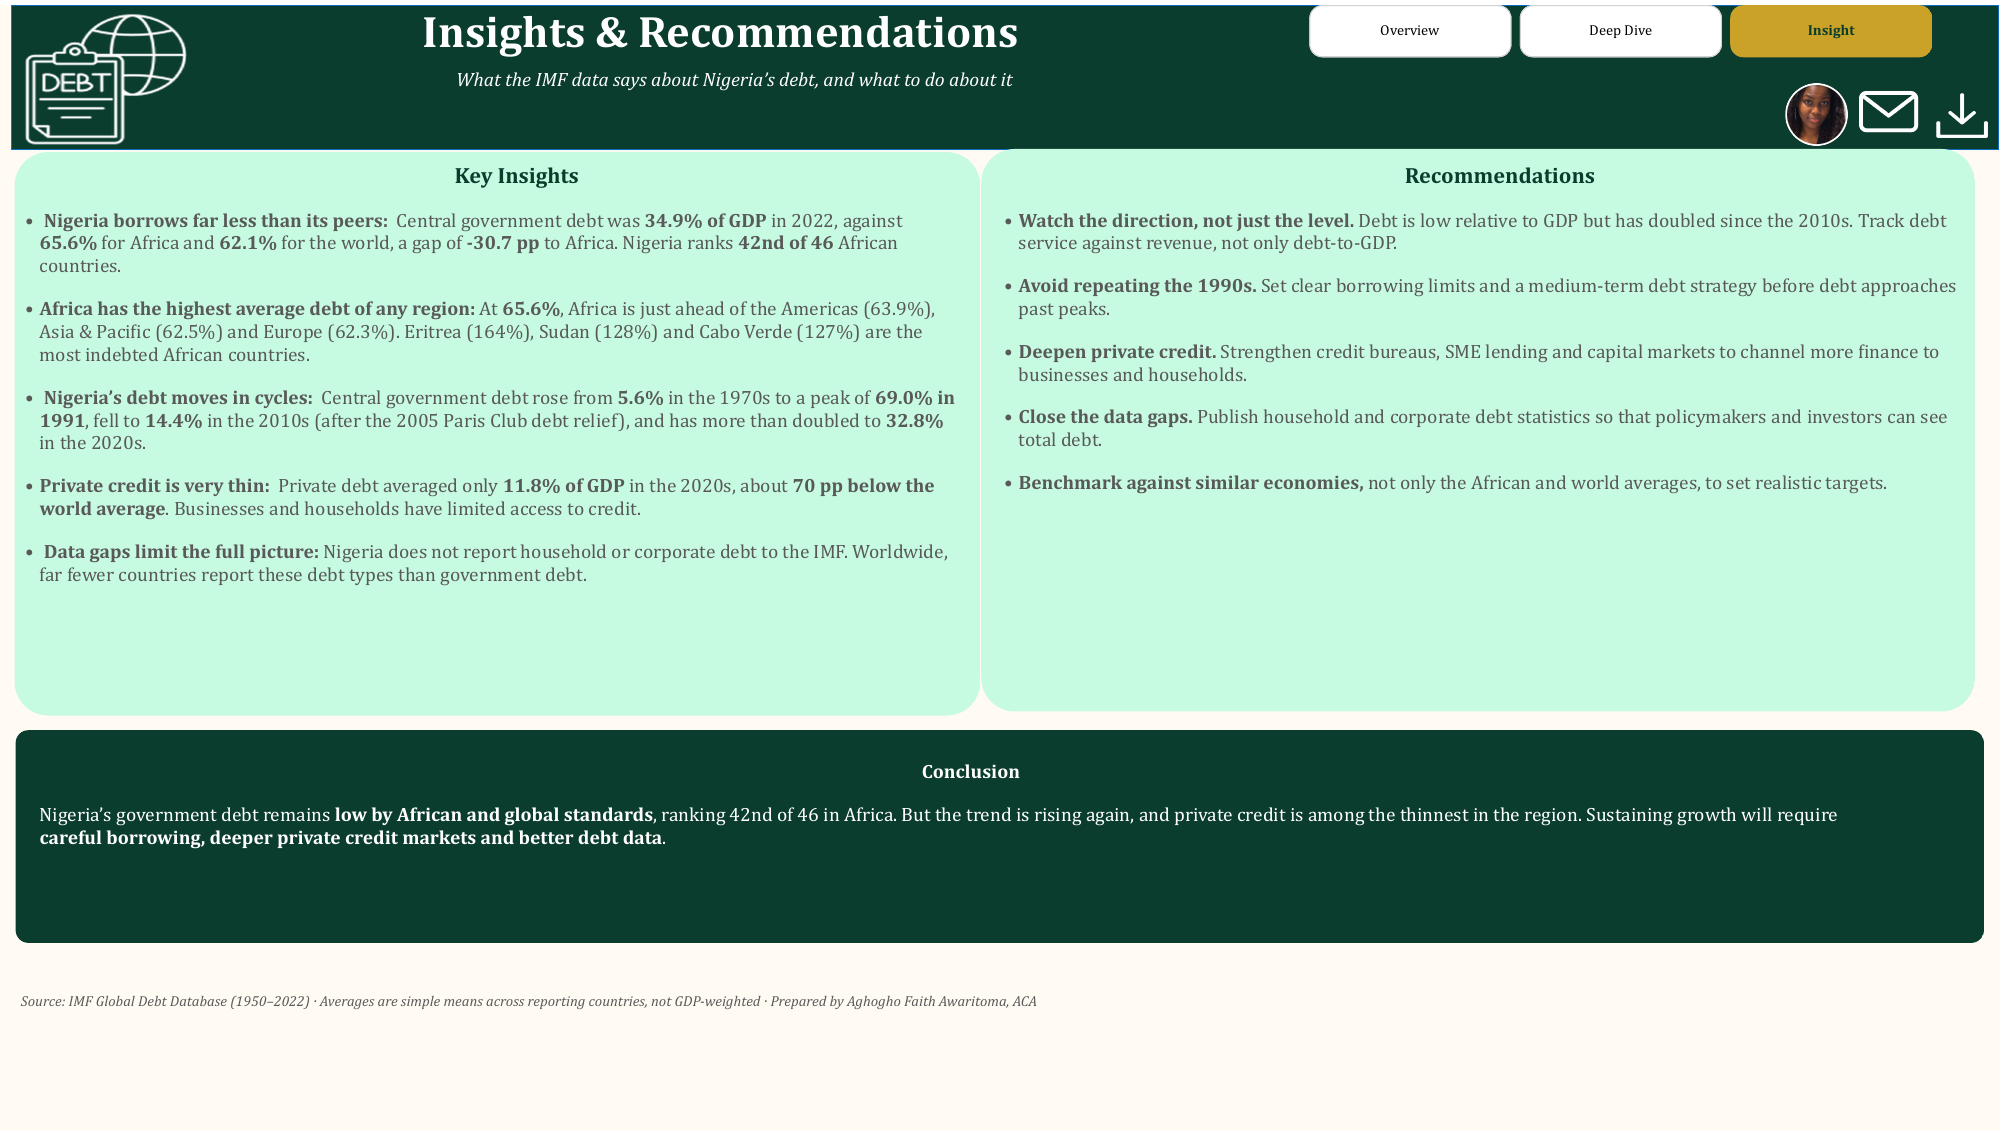 DEBT
Insights & Recommendations
What the IMF data says about Nigeria’s debt, and what to do about it
Overview
Deep Dive
Insight
Key Insights
• Nigeria borrows far less than its peers: Central government debt was 34.9% of GDP in 2022, against
65.6% for Africa and 62.1% for the world, a gap of -30.7 pp to Africa. Nigeria ranks 42nd of 46 African
countries.
• Africa has the highest average debt of any region: At 65.6%, Africa is just ahead of the Americas (63.9%),
Asia & Pacific (62.5%) and Europe (62.3%). Eritrea (164%), Sudan (128%) and Cabo Verde (127%) are the
most indebted African countries.
• Nigeria’s debt moves in cycles: Central government debt rose from 5.6% in the 1970s to a peak of 69.0% in
1991, fell to 14.4% in the 2010s (after the 2005 Paris Club debt relief), and has more than doubled to 32.8%
in the 2020s.
• Private credit is very thin: Private debt averaged only 11.8% of GDP in the 2020s, about 70 pp below the
world average. Businesses and households have limited access to credit.
• Data gaps limit the full picture: Nigeria does not report household or corporate debt to the IMF. Worldwide,
far fewer countries report these debt types than government debt.
Recommendations
• Watch the direction, not just the level. Debt is low relative to GDP but has doubled since the 2010s. Track debt
service against revenue, not only debt-to-GDP.
• Avoid repeating the 1990s. Set clear borrowing limits and a medium-term debt strategy before debt approaches
past peaks.
• Deepen private credit. Strengthen credit bureaus, SME lending and capital markets to channel more finance to
businesses and households.
• Close the data gaps. Publish household and corporate debt statistics so that policymakers and investors can see
total debt.
• Benchmark against similar economies, not only the African and world averages, to set realistic targets.
Conclusion
Nigeria’s government debt remains low by African and global standards, ranking 42nd of 46 in Africa. But the trend is rising again, and private credit is among the thinnest in the region. Sustaining growth will require
careful borrowing, deeper private credit markets and better debt data.
Source: IMF Global Debt Database (1950–2022) · Averages are simple means across reporting countries, not GDP-weighted · Prepared by Aghogho Faith Awaritoma, ACA